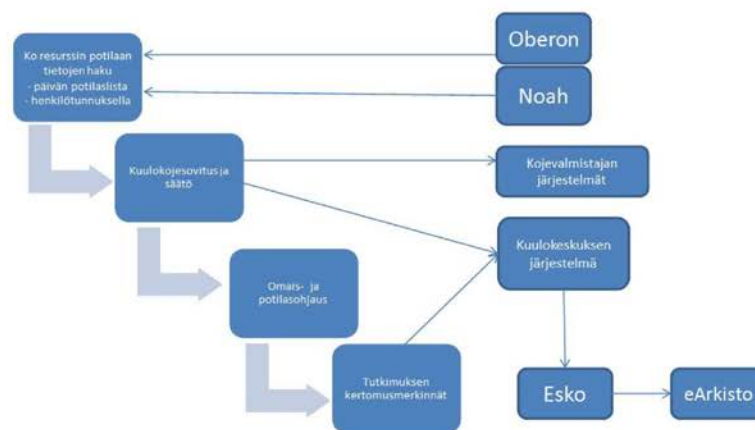 Ko resurssin potilaan
tietojen haku
- päivän potilaslista
- henkilötunnuksella
Oberon
Noah
Kuulokojesovitus ja
säätö
Kojevalmistajan
järjestelmät
Kuulokeskuksen
järjestelmä
Omais- ja
potilasohjaus
Tutkimuksen
kertomusmerkinnät
Esko
eArkisto